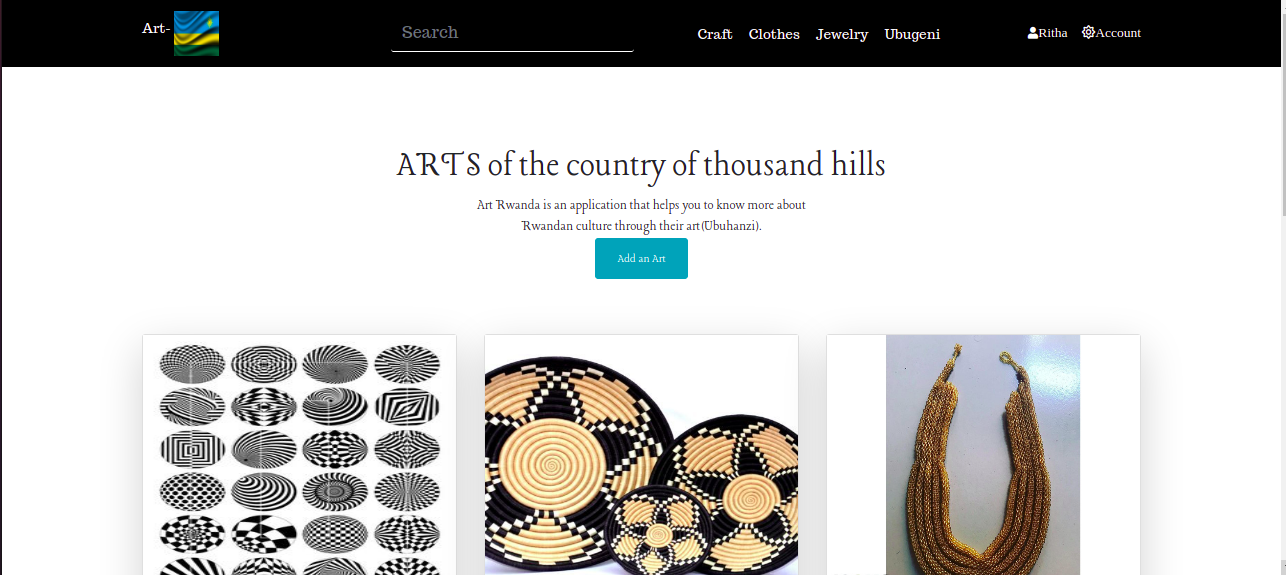 Art-
Search
Craft Clothes Jewelry Ubugeni
Ritha Account
ARTS of the country of thousand hills
Art Rwanda is an application that helps you to know more about
Rwandan culture through their art(Ubuhanzi).
Add an Art